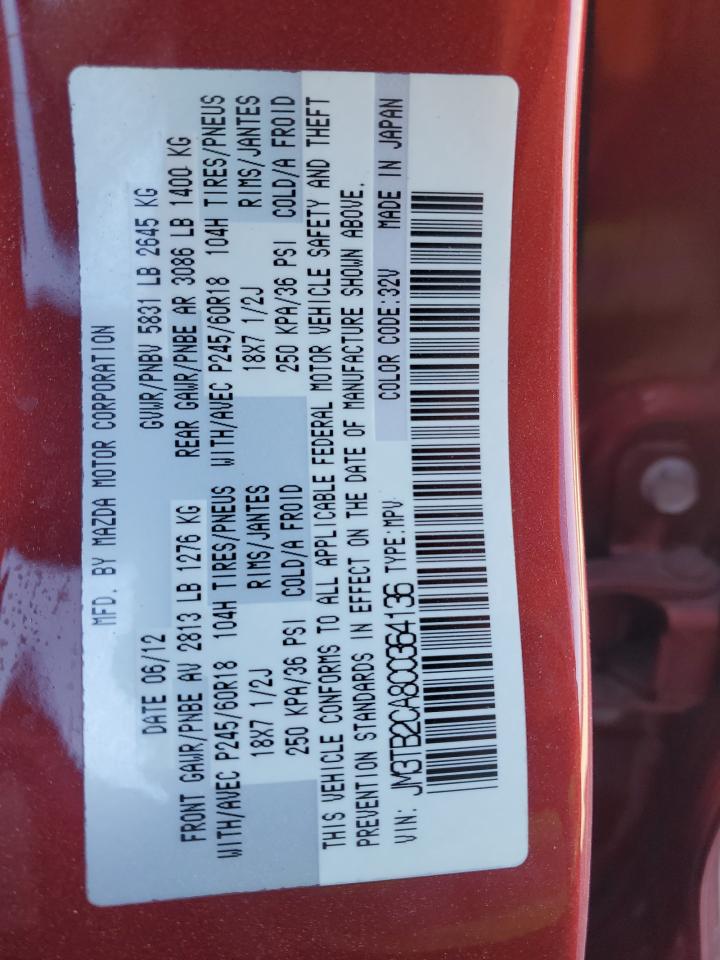 MFD. BY MAZDA MOTOR CORPORATION
DATE 06/12 GVWR/PNBV 5831 LB 2645 KG
FRONT GAWR/PNBE AV 2813 LB 1276 KG REAR GAWR/PNBE AR 3086 LB 1400 KG
WITH/AVEC P245/60R18 104H TIRES/PNEUS WITH/AVEC P245/60R18 104H TIRES/PNEUS
18X7 1/2J RIMS/JANTES 18X7 1/2J RIMS/JANTES
250 KPA/36 PSI COLD/A FROID 250 KPA/36 PSI COLD/A FROID
THIS VEHICLE CONFORMS TO ALL APPLICABLE FEDERAL MOTOR VEHICLE SAFETY AND THEFT
PREVENTION STANDARDS IN EFFECT ON THE DATE OF MANUFACTURE SHOWN ABOVE.
COLOR CODE:32V MADE IN JAPAN
VIN: JM3TB2CA8C0364136 TYPE:MPV